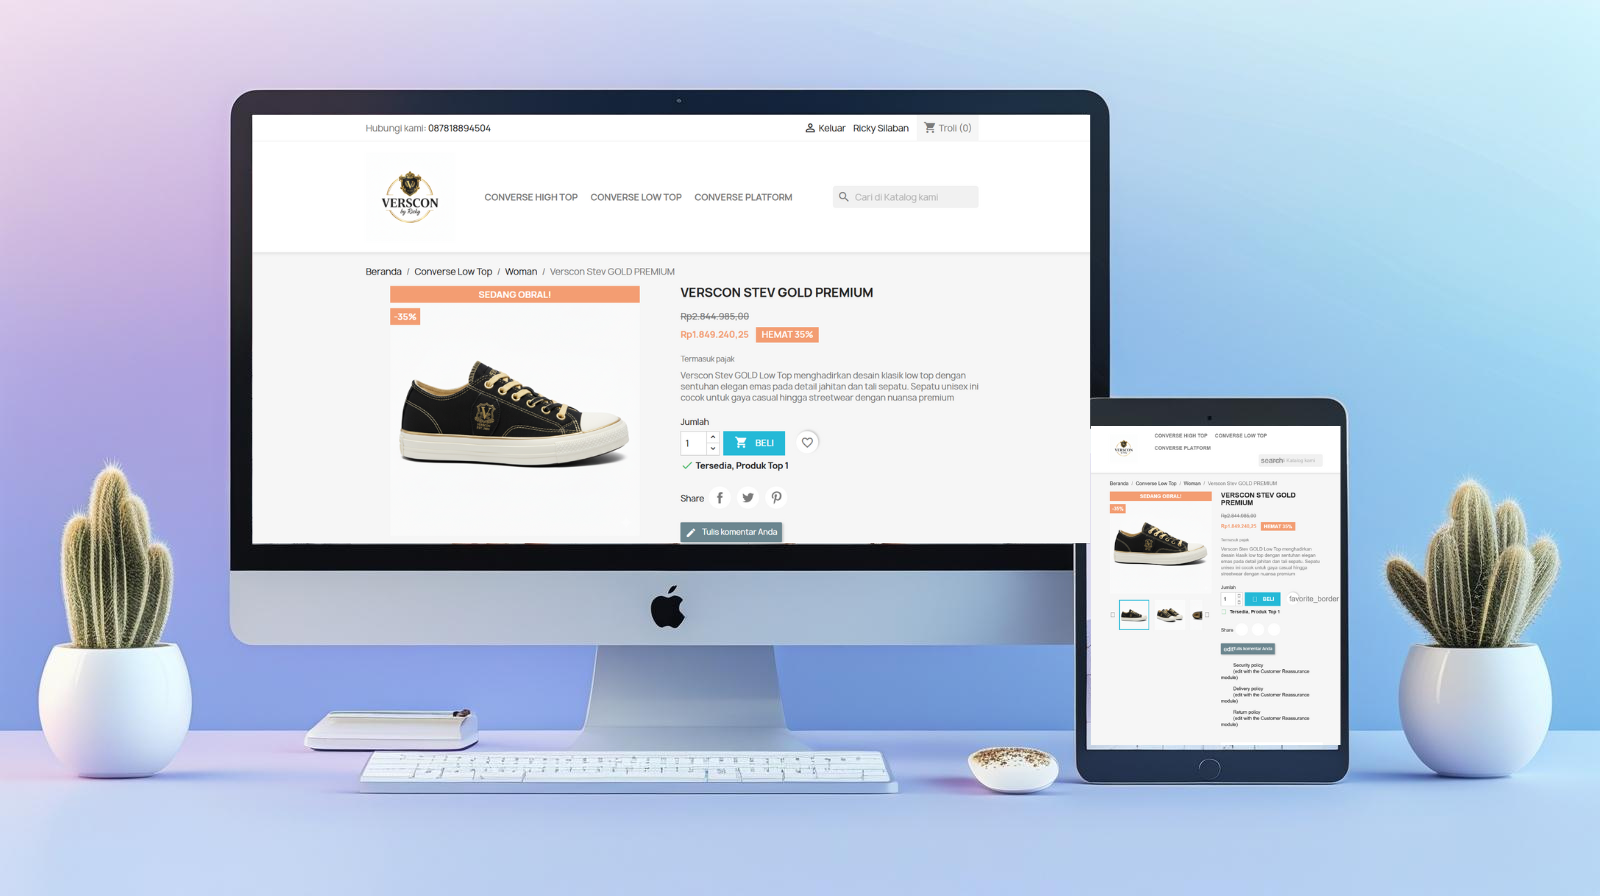 Hubungi kami: 087818894504
Keluar Ricky Silaban Troli (0)
VERSCON
by Ricky
CONVERSE HIGH TOP CONVERSE LOW TOP CONVERSE PLATFORM
Cari di Katalog kami
Beranda / Converse Low Top / Woman / Verscon Stev GOLD PREMIUM
SEDANG OBRAL!
-35%
V
VERSCON STEV GOLD PREMIUM
Rp2.844.985,00
Rp1.849.240,25 HEMAT 35%
Termasuk pajak
Verscon Stev GOLD Low Top menghadirkan desain klasik low top dengan
sentuhan elegan emas pada detail jahitan dan tali sepatu. Sepatu unisex ini
cocok untuk gaya casual hingga streetwear dengan nuansa premium
Jumlah
1 BELI
Tersedia, Produk Top 1
Share
Tulis komentar Anda
VERSCON
CONVERSE HIGH TOP CONVERSE LOW TOP
CONVERSE PLATFORM
search Katalog kami
Beranda / Converse Low Top / Woman / Verscon Stev GOLD PREMIUM
SEDANG OBRAL!
-35%
VERSCON STEV GOLD
PREMIUM
Rp2.844.985,00
Rp1.849.240,25 HEMAT 35%
Termasuk pajak
Verscon Stev GOLD Low Top menghadirkan
desain klasik low top dengan sentuhan elegan
emas pada detail jahitan dan tali sepatu. Sepatu
unisex ini cocok untuk gaya casual hingga
streetwear dengan nuansa premium
Jumlah
1 BELI favorite_border
Tersedia, Produk Top 1
Share
edit Tulis komentar Anda
Security policy
(edit with the Customer Reassurance
module)
Delivery policy
(edit with the Customer Reassurance
module)
Return policy
(edit with the Customer Reassurance
module)